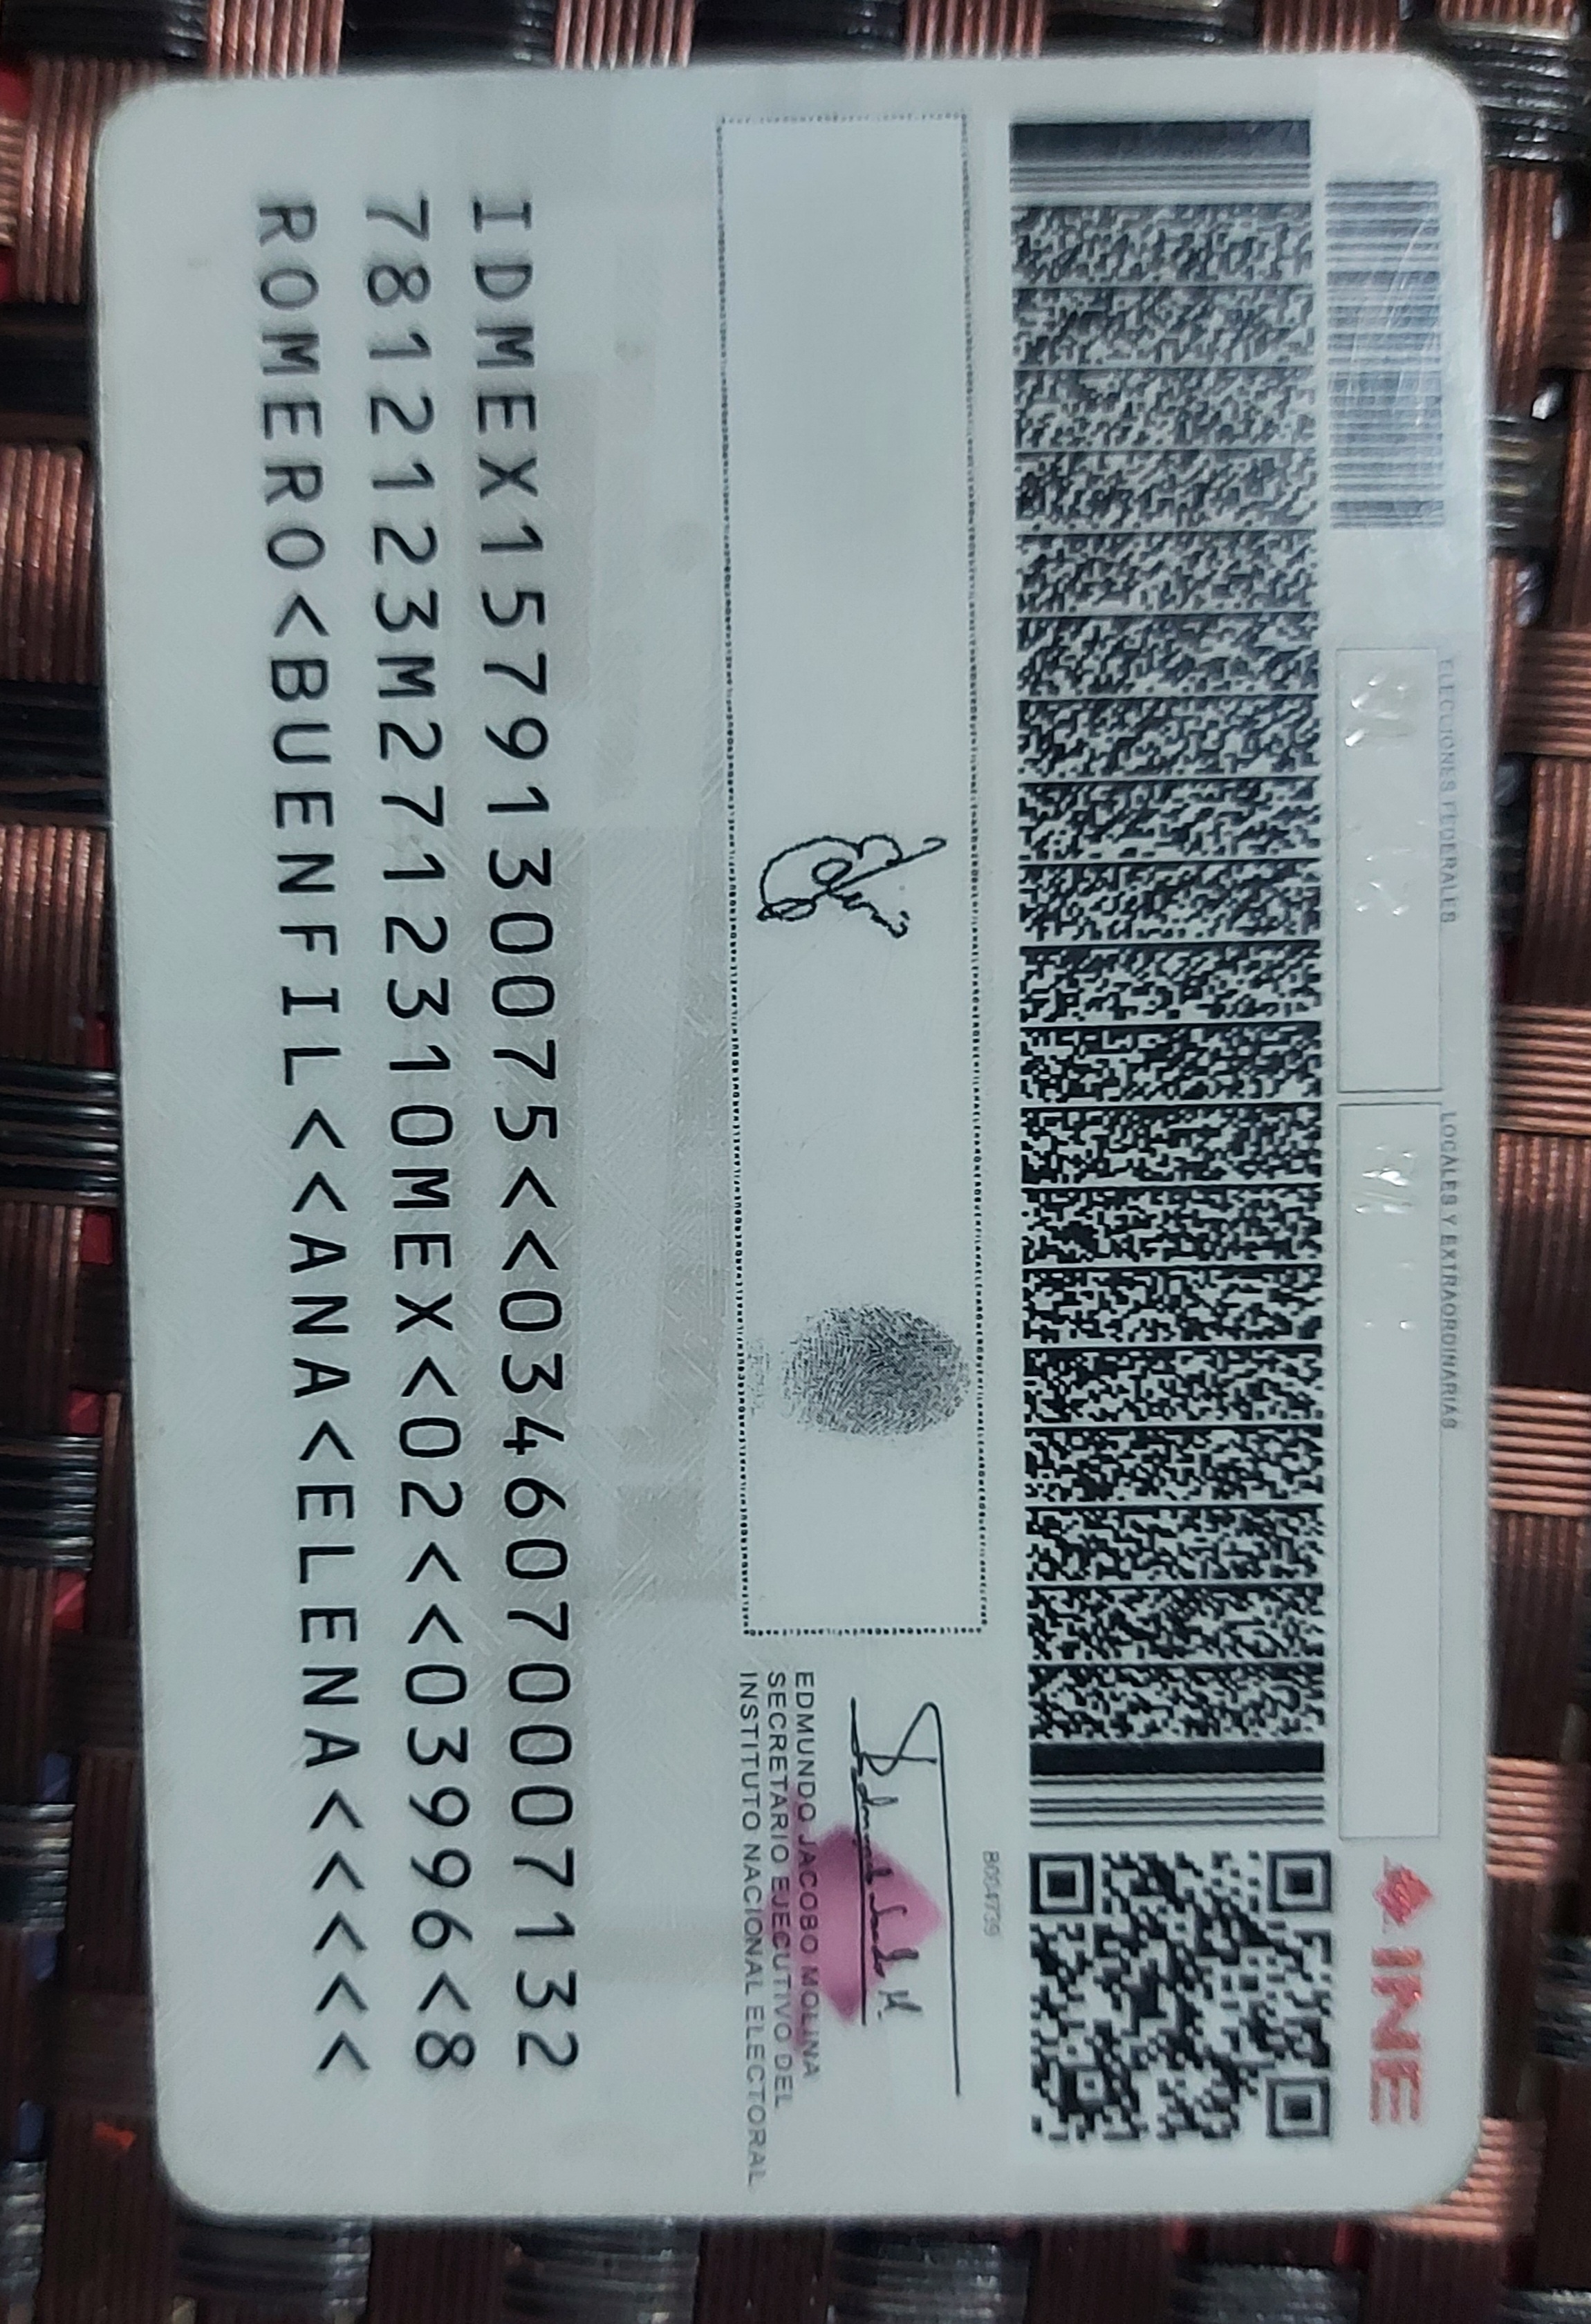 ELECCIONES FEDERALES
LOCALES Y EXTRAORDINARIAS
INE
EDMUNDO JACOBO MOLINA
SECRETARIO EJECUTIVO DEL
INSTITUTO NACIONAL ELECTORAL
IDMEX1579130075<<0346070007132
7812123M2712310MEX<02<<03996<8
ROMERO<BUENFIL<<ANA<ELENA<<<<<